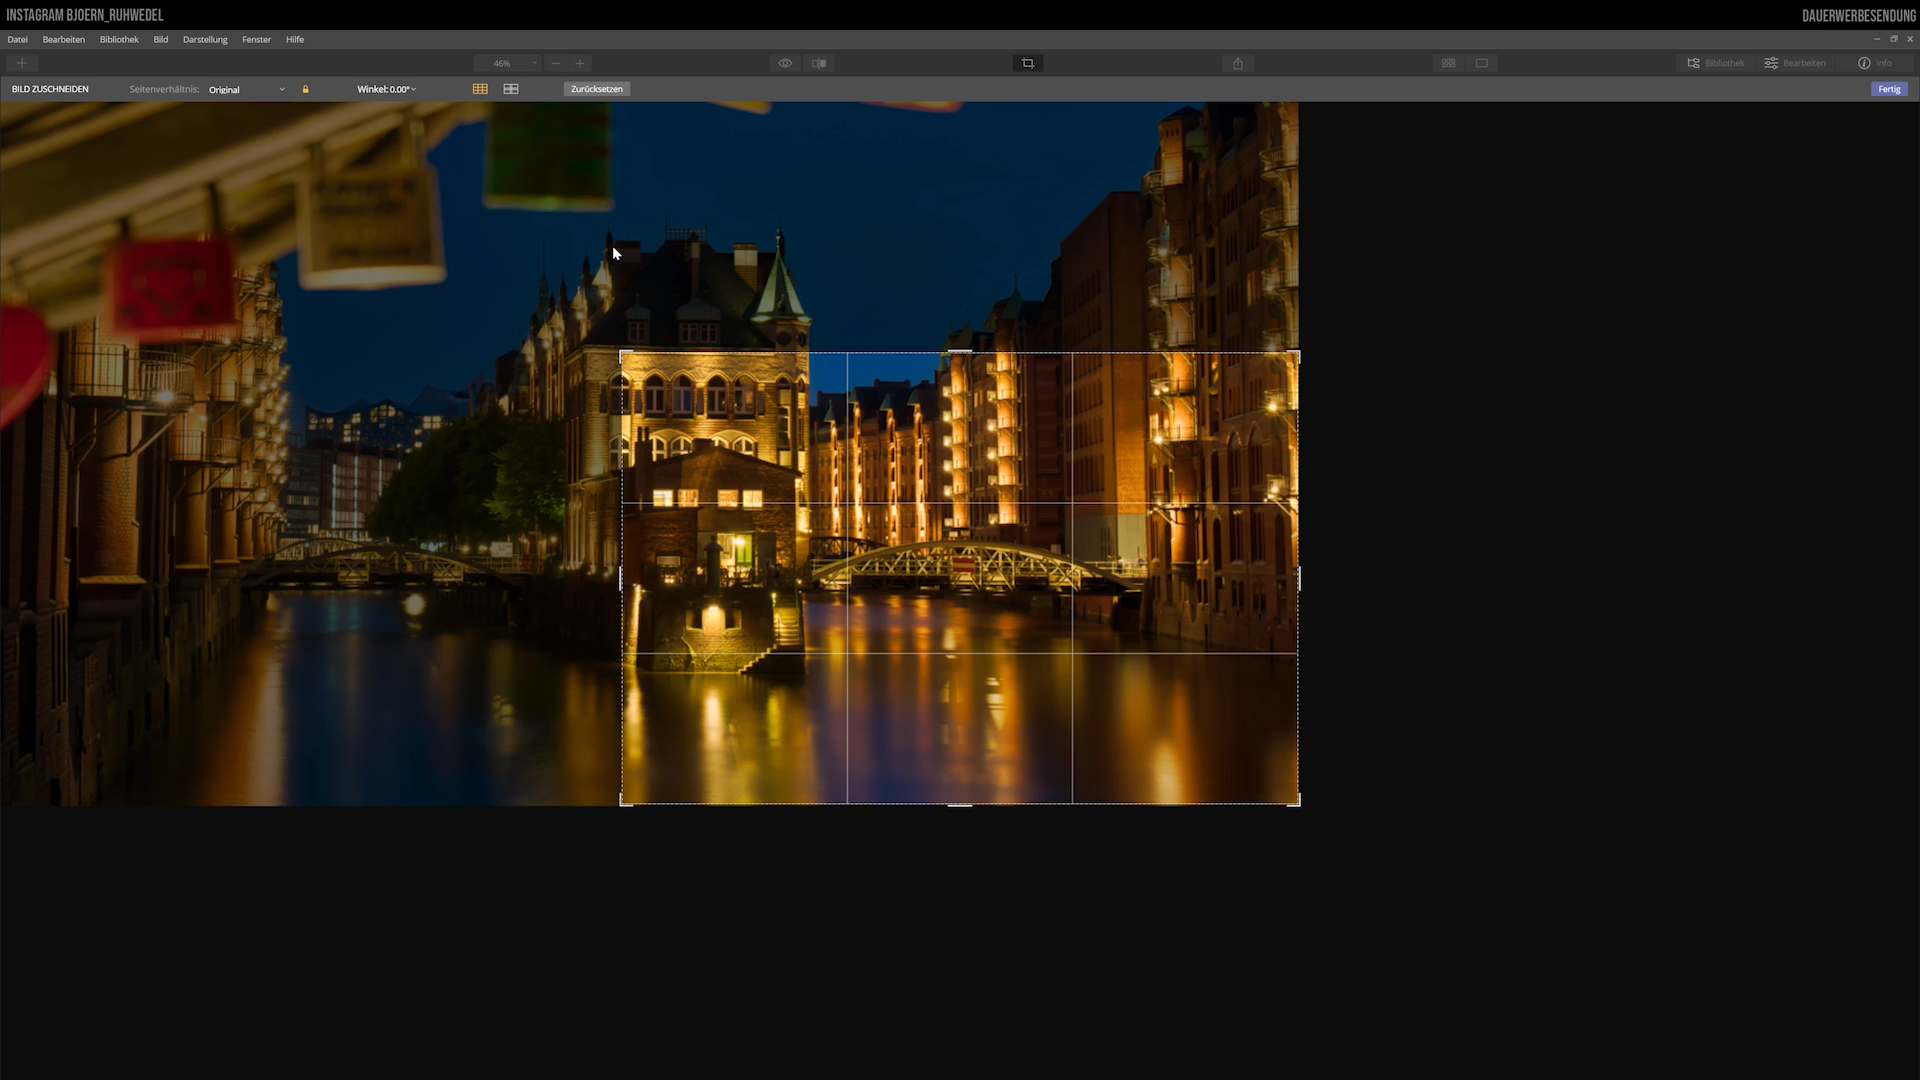 INSTAGRAM BJOERN_RUHWEDEL
DAUERWERBESENDUNG
Datei Bearbeiten Bibliothek Bild Darstellung Fenster Hilfe
46%
Bibliothek Bearbeiten Info
BILD ZUSCHNEIDEN Seitenverhältnis: Original Winkel: 0.00° Zurücksetzen Fertig